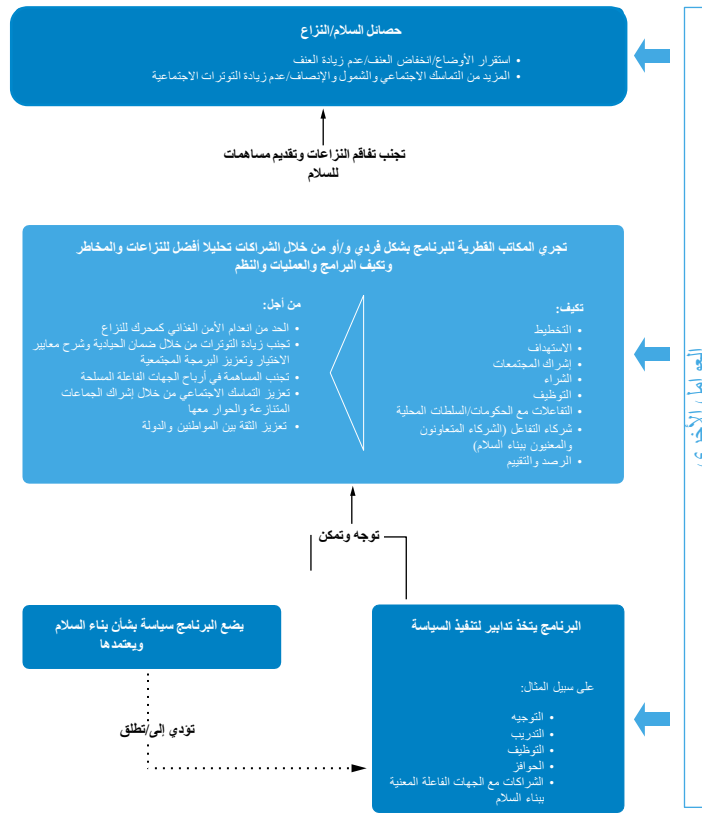 حصائل السلام/النزاع
• استقرار الأوضاع/انخفاض العنف/عدم زيادة العنف
• المزيد من التماسك الاجتماعي والشمول والإنصاف/عدم زيادة التوترات الاجتماعية
تجنب تفاقم النزاعات وتقديم مساهمات
للسلام
تجري المكاتب القطرية للبرنامج بشكل فردي و/أو من خلال الشراكات تحليلا أفضل للنزاعات والمخاطر
وتكيف البرامج والعمليات والنظم
تكيف:
• التخطيط
• الاستهداف
• إشراك المجتمعات
• الشراء
• التوظيف
• التفاعلات مع الحكومات/السلطات المحلية
• شركاء التفاعل (الشركاء المتعاونون
والمعنيون ببناء السلام)
• الرصد والتقييم
من أجل:
• الحد من انعدام الأمن الغذائي كمحرك للنزاع
• تجنب زيادة التوترات من خلال ضمان الحيادية وشرح معايير
الاختيار وتعزيز البرمجة المجتمعية
• تجنب المساهمة في أرباح الجهات الفاعلة المسلحة
• تعزيز التماسك الاجتماعي من خلال إشراك الجماعات
المتنازعة والحوار معها
• تعزيز الثقة بين المواطنين والدولة
توجه وتمكن
البرنامج يتخذ تدابير لتنفيذ السياسة
على سبيل المثال:
• التوجيه
• التدريب
• التوظيف
• الحوافز
• الشراكات مع الجهات الفاعلة المعنية
ببناء السلام
يضع البرنامج سياسة بشأن بناء السلام
ويعتمدها
تؤدي إلى/تطلق
العوامل الأخرى